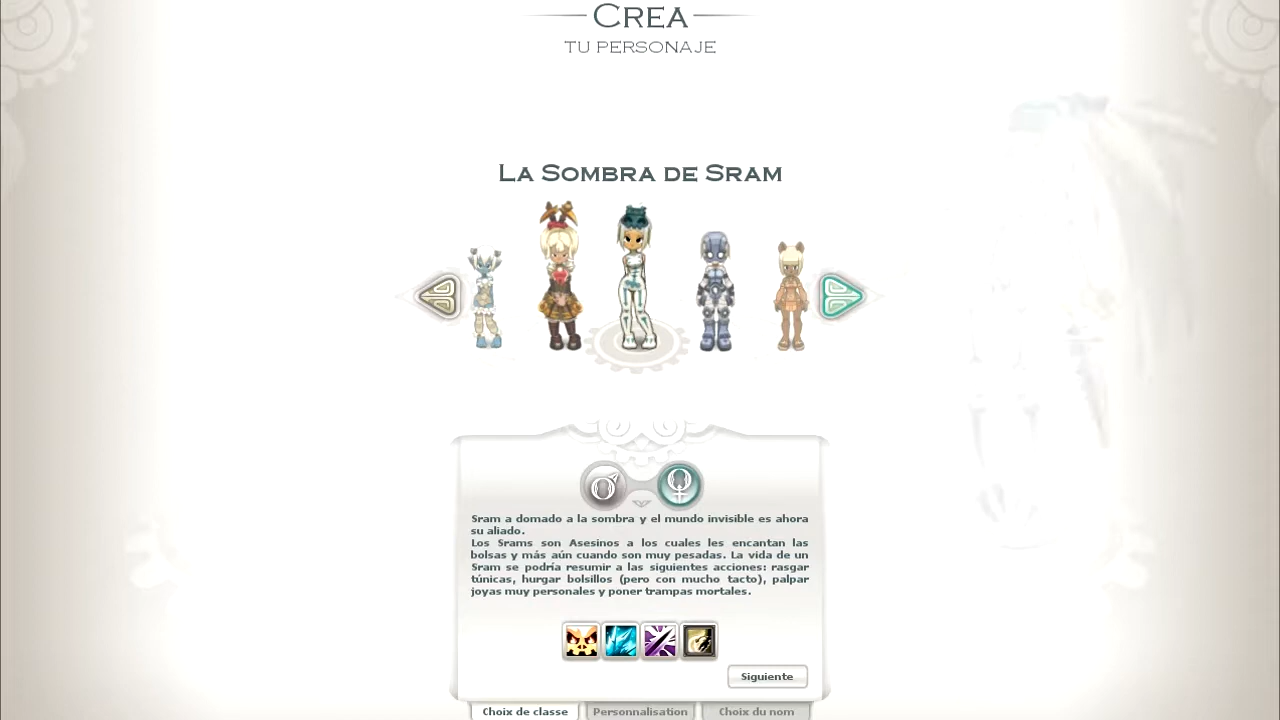 CREA
TU PERSONAJE
LA SOMBRA DE SRAM
Sram a domado a la sombra y el mundo invisible es ahora
su aliado.
Los Srams son Asesinos a los cuales les encantan las
bolsas y más aún cuando son muy pesadas. La vida de un
Sram se podría resumir a las siguientes acciones: rasgar
túnicas, hurgar bolsillos (pero con mucho tacto), palpar
joyas muy personales y poner trampas mortales.
Siguiente
Choix de classe
Personnalisation
Choix du nom